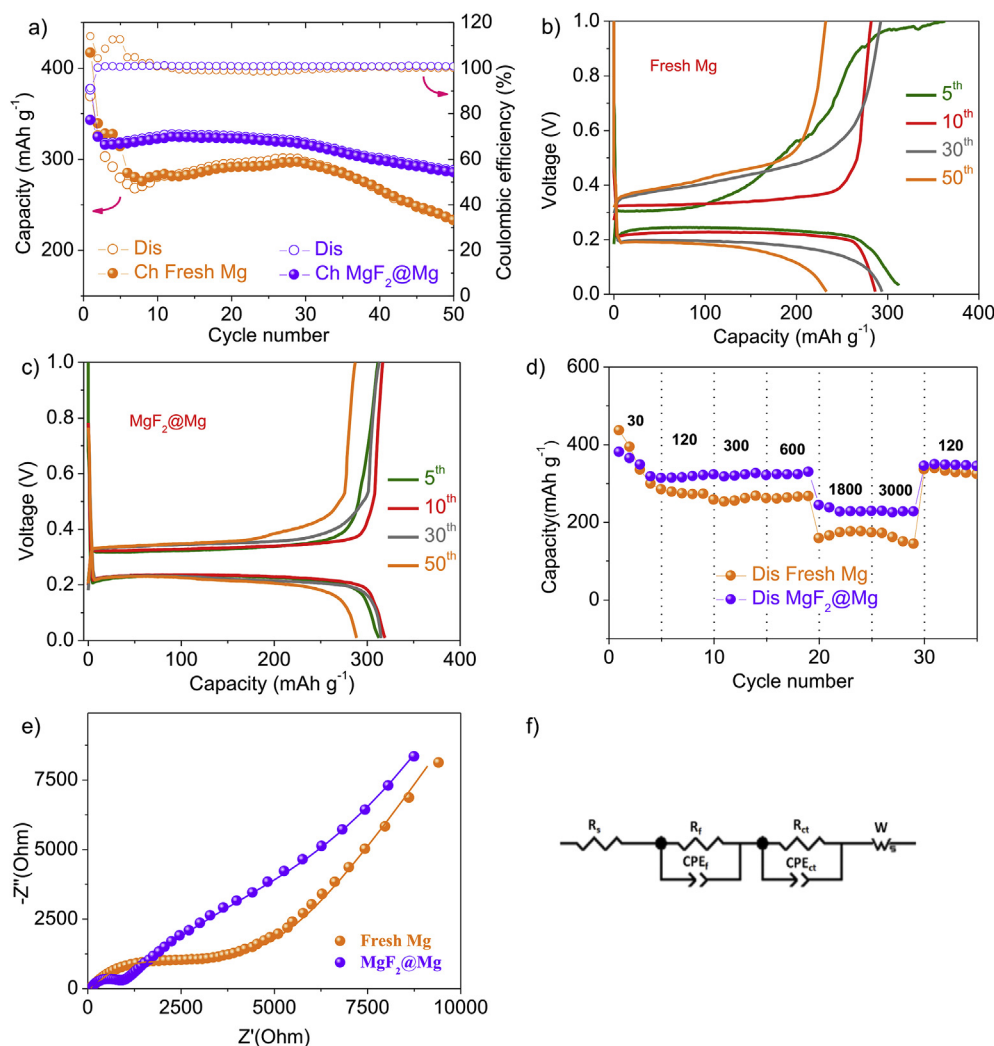 a)
Capacity (mAh g⁻¹)
400
300
250
200
120
100
80
60
40
20
0
Coulombic efficiency (%)
Dis
Ch Fresh Mg
Dis
Ch MgF₂@Mg
0 10 20 30 40 50
Cycle number
b)
Voltage (V)
1.0
0.8
0.6
0.4
0.2
0.0
Fresh Mg
5ᵗʰ
10ᵗʰ
30ᵗʰ
50ᵗʰ
0 100 200 300 400
Capacity (mAh g⁻¹)
c)
Voltage (V)
1.0
0.8
0.6
0.4
0.2
0.0
MgF₂@Mg
5ᵗʰ
10ᵗʰ
30ᵗʰ
50ᵗʰ
0 100 200 300 400
Capacity (mAh g⁻¹)
d)
Capacity(mAh g⁻¹)
600
400
200
0
30 120 300 600 1800 3000 120
Dis Fresh Mg
Dis MgF₂@Mg
0 10 20 30
Cycle number
e)
-Z"(Ohm)
7500
5000
2500
0
Fresh Mg
MgF₂@Mg
0 2500 5000 7500 10000
Z'(Ohm)
f)
Rₛ R_f R_ct W
CPE_f CPE_ct s